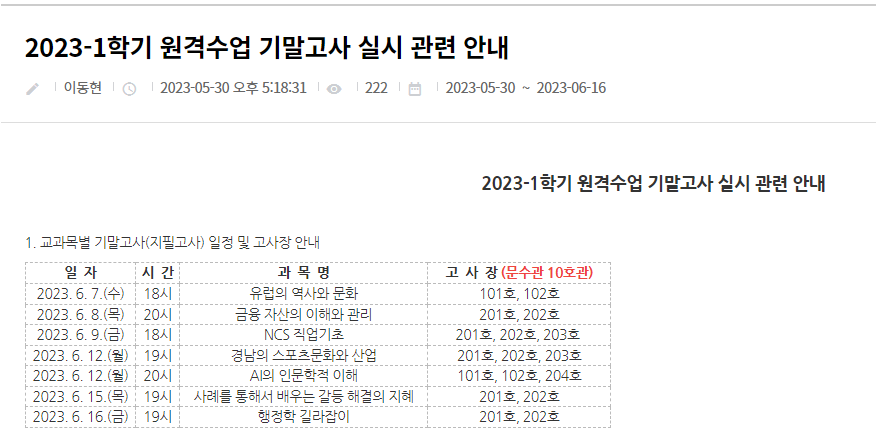 2023-1학기 원격수업 기말고사 실시 관련 안내
이동현 2023-05-30 오후 5:18:31 222 2023-05-30 ~ 2023-06-16
2023-1학기 원격수업 기말고사 실시 관련 안내
1. 교과목별 기말고사(지필고사) 일정 및 고사장 안내
일 자 시 간 과 목 명 고 사 장 (문수관 10호관)
2023. 6. 7.(수) 18시 유럽의 역사와 문화 101호, 102호
2023. 6. 8.(목) 20시 금융 자산의 이해와 관리 201호, 202호
2023. 6. 9.(금) 18시 NCS 직업기초 201호, 202호, 203호
2023. 6. 12.(월) 19시 경남의 스포츠문화와 산업 201호, 202호, 203호
2023. 6. 12.(월) 20시 AI의 인문학적 이해 101호, 102호, 204호
2023. 6. 15.(목) 19시 사례를 통해서 배우는 갈등 해결의 지혜 201호, 202호
2023. 6. 16.(금) 19시 행정학 길라잡이 201호, 202호